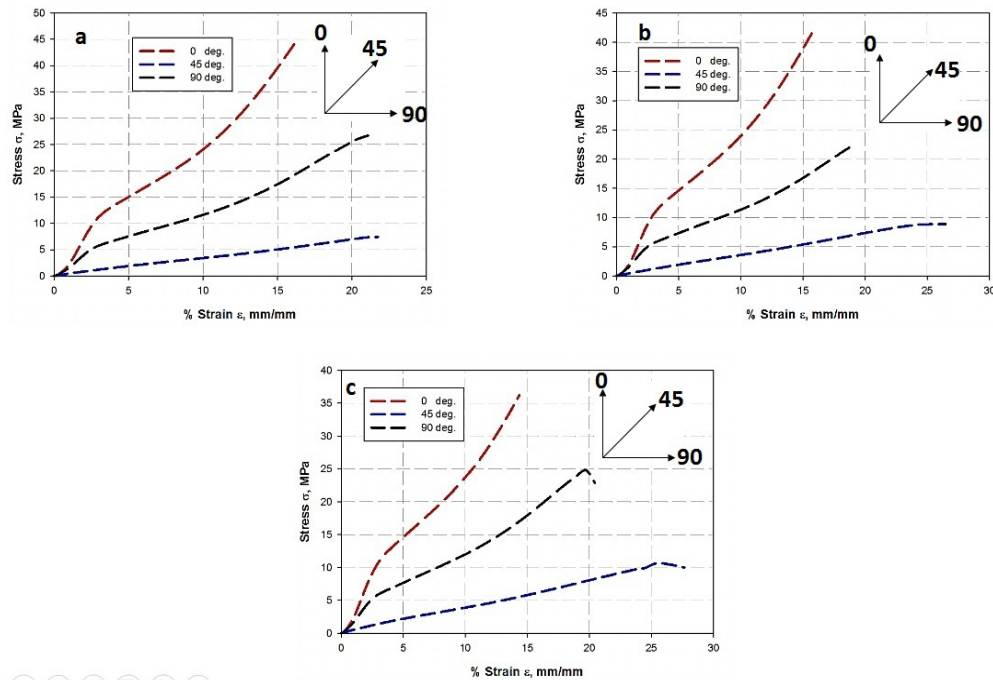 a
0 deg.
45 deg.
90 deg.
0
45
90
50
45
40
35
30
25
20
15
10
5
0
Stress σ, MPa
0 5 10 15 20 25
% Strain ε, mm/mm
b
0 deg.
45 deg.
90 deg.
0
45
90
45
40
35
30
25
20
15
10
5
0
Stress σ, MPa
0 5 10 15 20 25 30
% Strain ε, mm/mm
c
0 deg.
45 deg.
90 deg.
0
45
90
40
35
30
25
20
15
10
5
0
Stress σ, MPa
0 5 10 15 20 25 30
% Strain ε, mm/mm